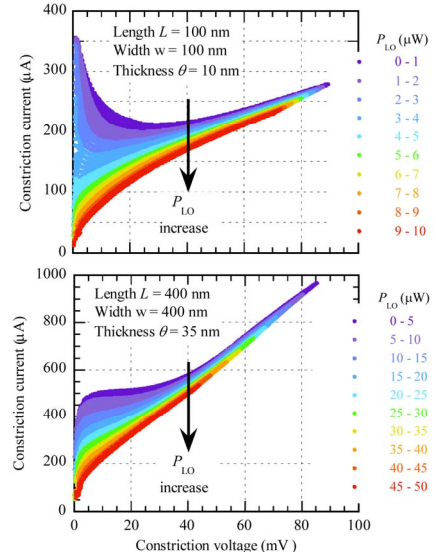 400
300
200
100
0
Constriction current (µA)
Length L = 100 nm
Width w = 100 nm
Thickness θ = 10 nm
P_LO
increase
P_LO (µW)
0 - 1
1 - 2
2 - 3
3 - 4
4 - 5
5 - 6
6 - 7
7 - 8
8 - 9
9 - 10
1000
800
600
400
200
0
Constriction current (µA)
Length L = 400 nm
Width w = 400 nm
Thickness θ = 35 nm
P_LO
increase
P_LO (µW)
0 - 5
5 - 10
10 - 15
15 - 20
20 - 25
25 - 30
30 - 35
35 - 40
40 - 45
45 - 50
0 20 40 60 80 100
Constriction voltage (mV)